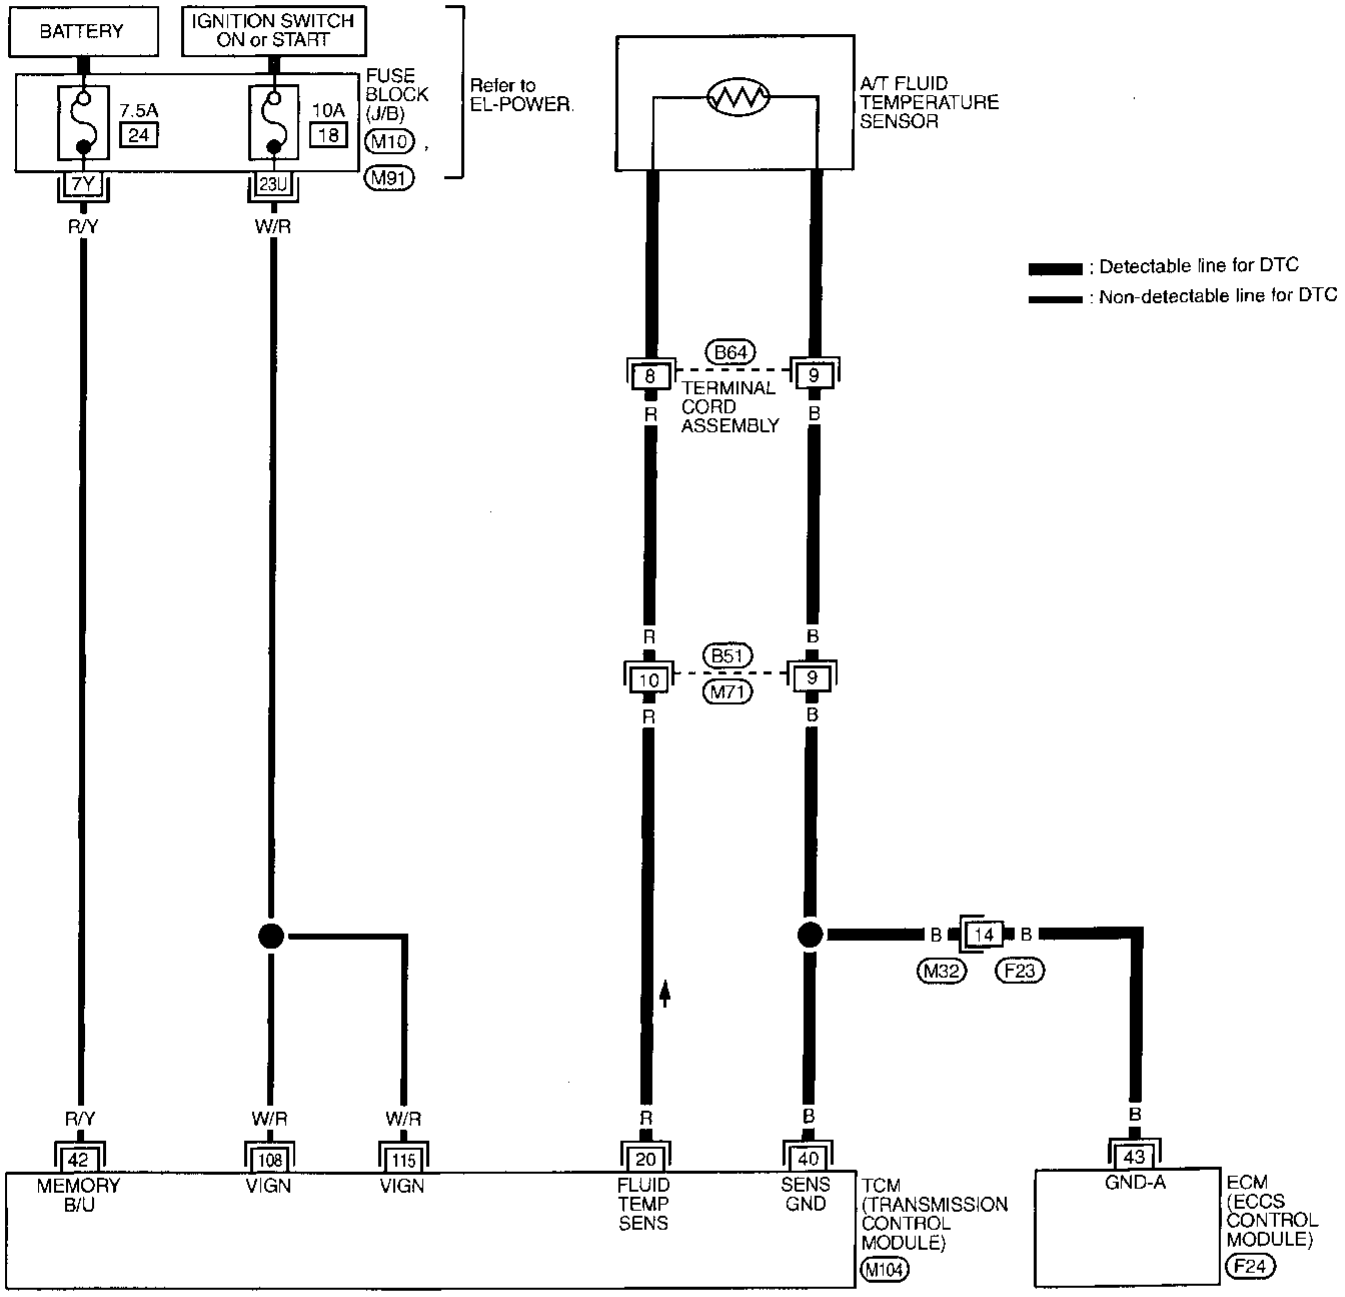 BATTERY
IGNITION SWITCH
ON or START
7.5A
24
10A
18
FUSE
BLOCK
(J/B)
M10 ,
M91
Refer to
EL-POWER.
7Y
23U
R/Y
W/R
A/T FLUID
TEMPERATURE
SENSOR
: Detectable line for DTC
: Non-detectable line for DTC
8
B64
9
TERMINAL
CORD
ASSEMBLY
R
B
R
B
10
B51
M71
9
R
B
B
14
B
M32
F23
R/Y
W/R
W/R
R
B
B
42
108
115
20
40
43
MEMORY
B/U
VIGN
VIGN
FLUID
TEMP
SENS
SENS
GND
TCM
(TRANSMISSION
CONTROL
MODULE)
M104
GND-A
ECM
(ECCS
CONTROL
MODULE)
F24